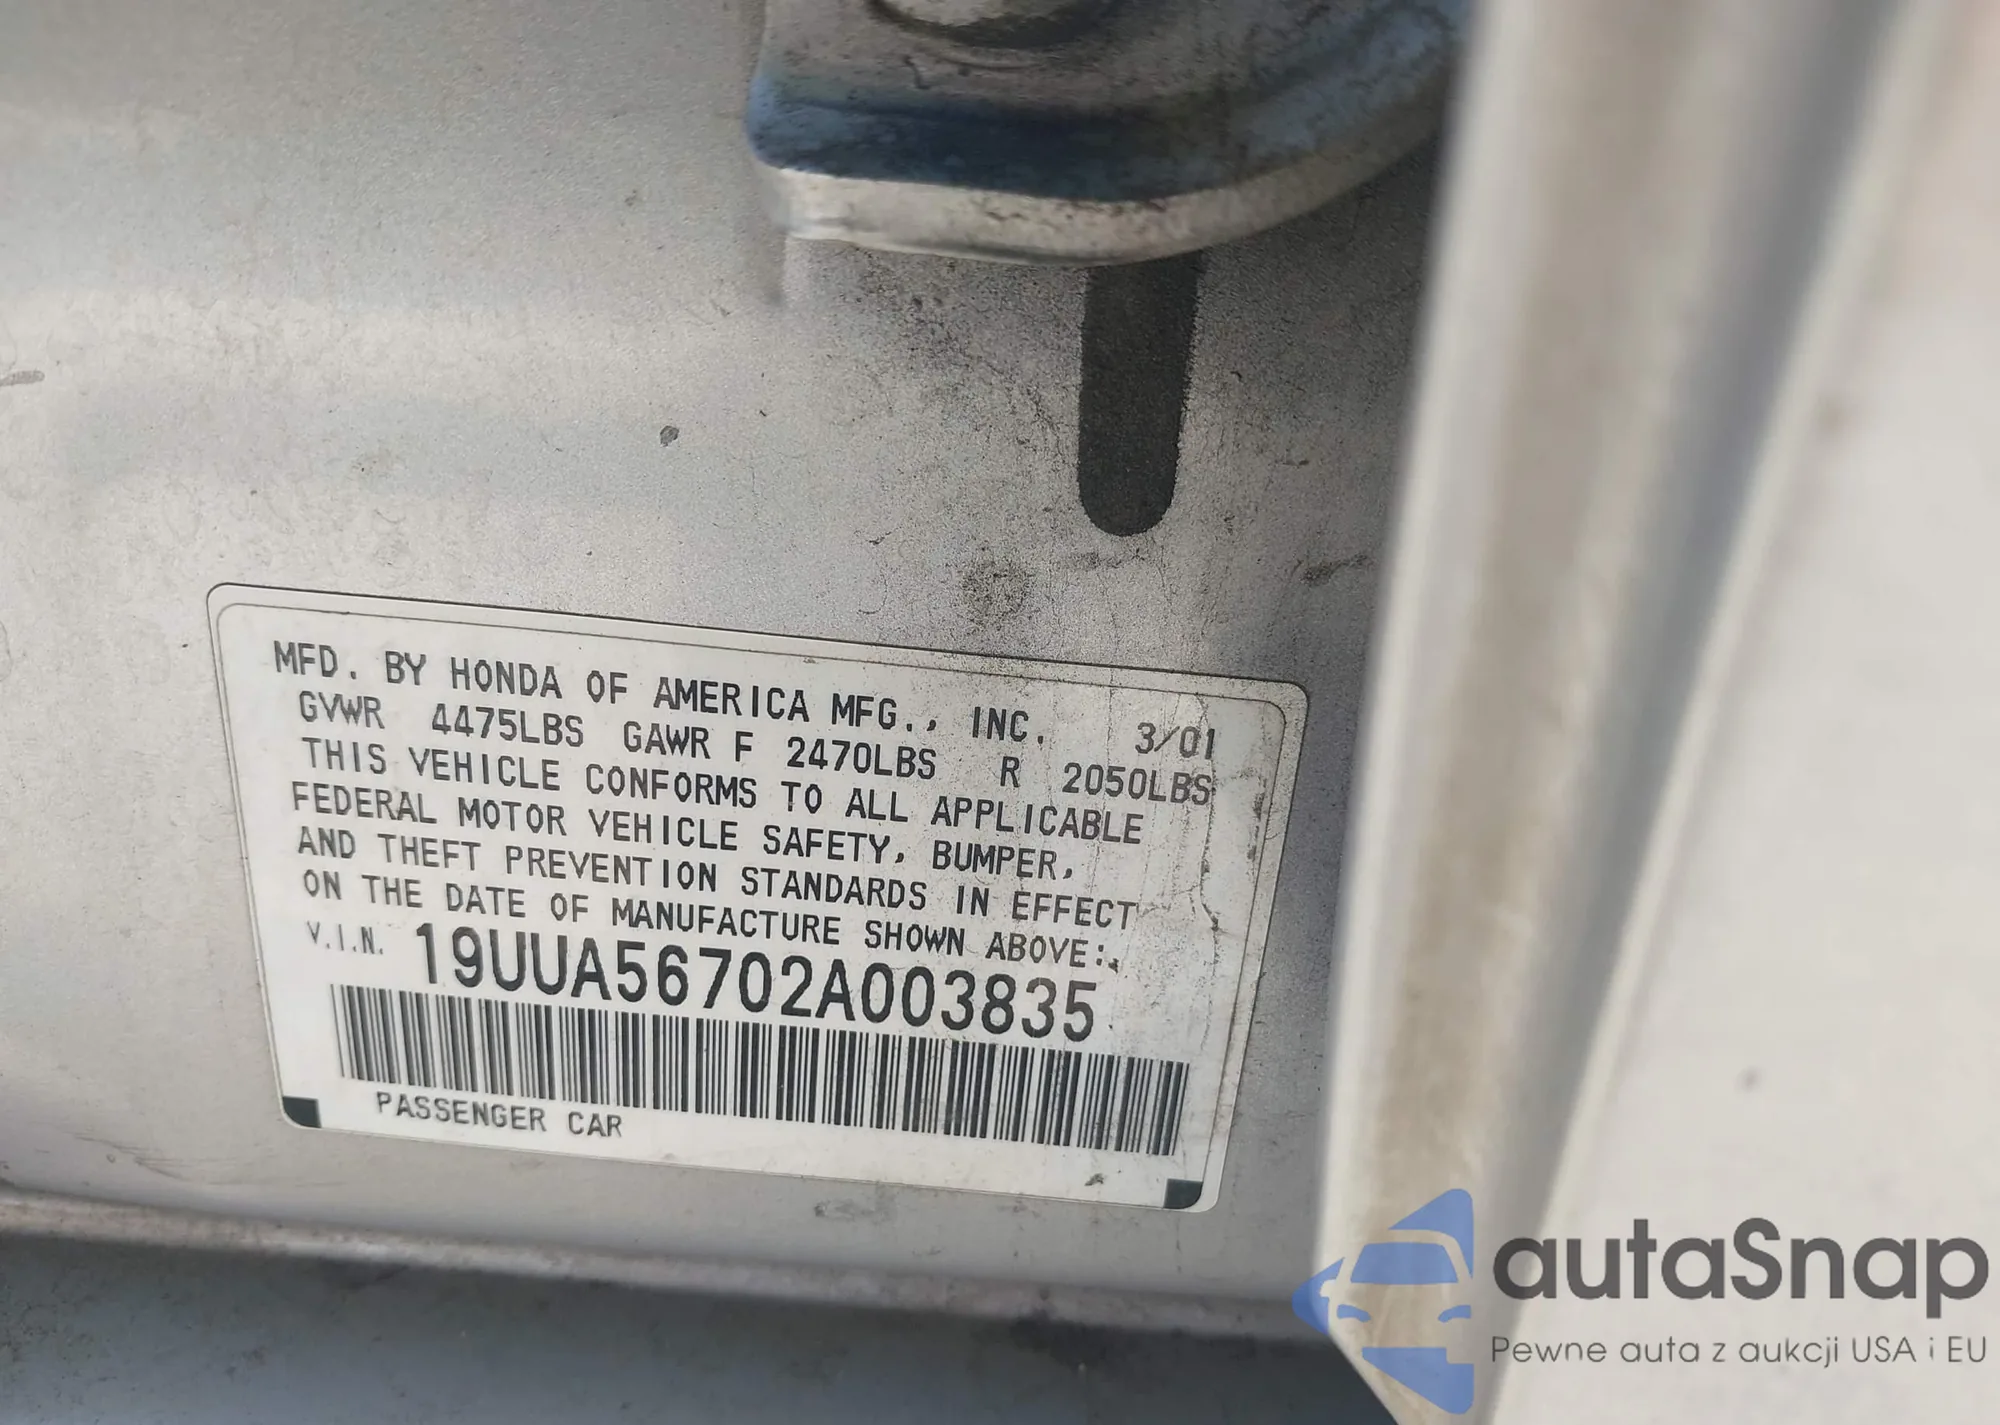 MFD. BY HONDA OF AMERICA MFG., INC. 3/01
GVWR 4475LBS GAWR F 2470LBS R 2050LBS
THIS VEHICLE CONFORMS TO ALL APPLICABLE
FEDERAL MOTOR VEHICLE SAFETY, BUMPER,
AND THEFT PREVENTION STANDARDS IN EFFECT
ON THE DATE OF MANUFACTURE SHOWN ABOVE:
V.I.N. 19UUA56702A003835
PASSENGER CAR
autaSnap
Pewne auta z aukcji USA i EU